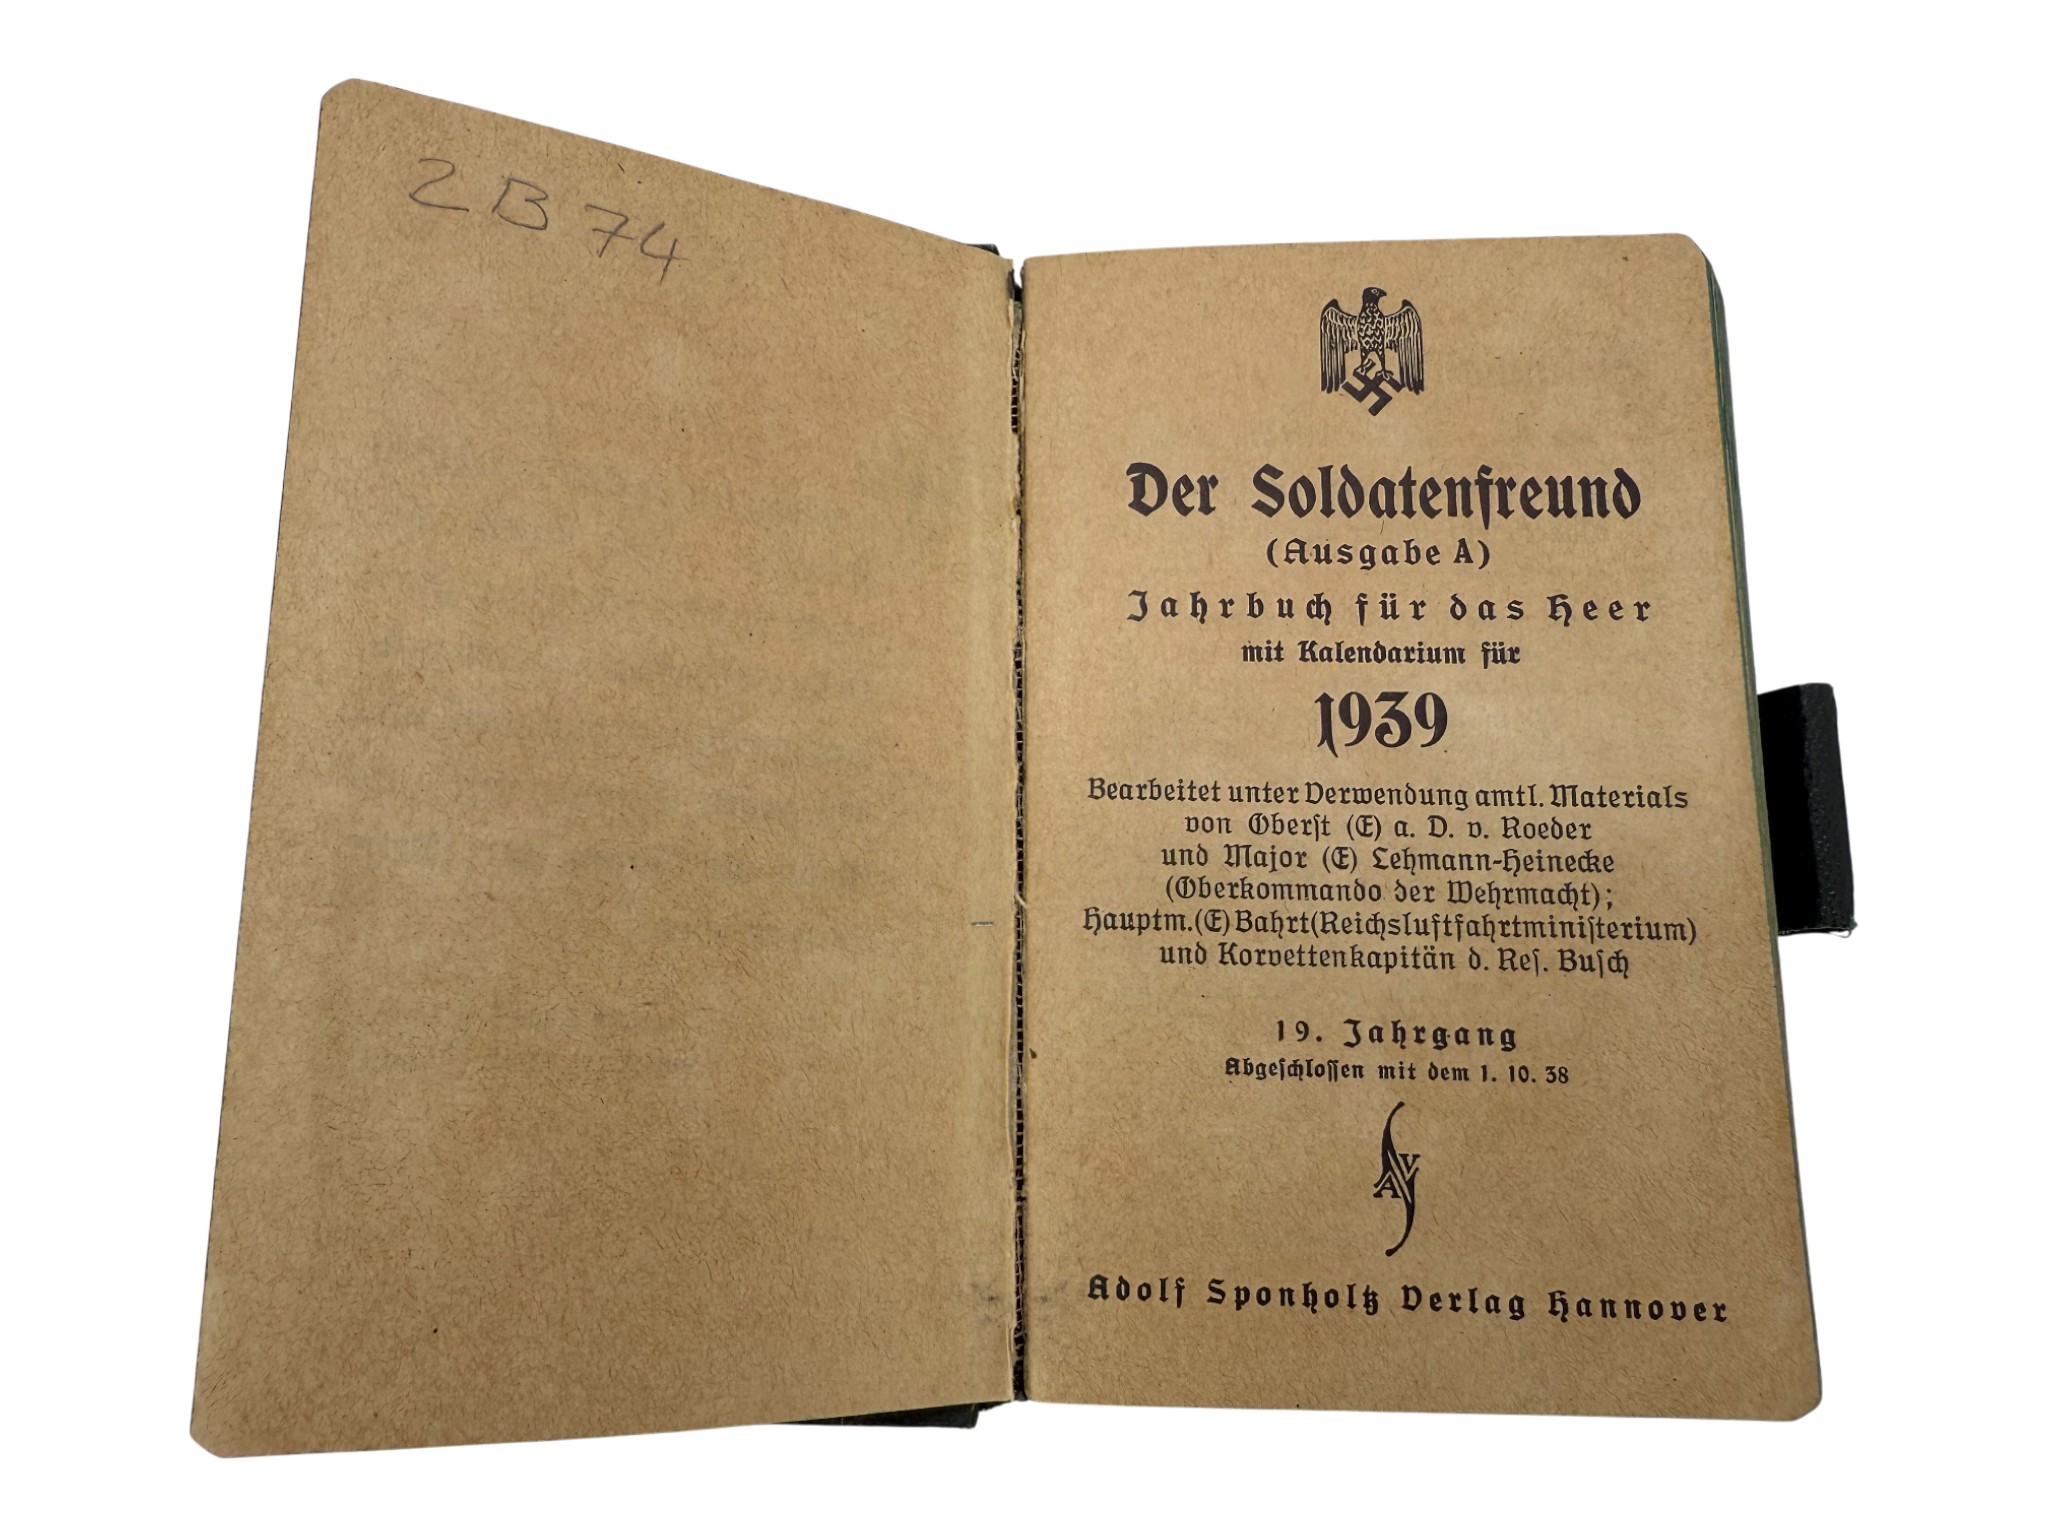 2B74
Der Soldatenfreund
(Ausgabe A)
Jahrbuch für das Heer
mit Kalendarium für
1939
Bearbeitet unter Verwendung amtl. Materials
von Oberſt (E) a. D. v. Roeder
und Major (E) Lehmann-Heinecke
(Oberkommando der Wehrmacht);
Hauptm.(E) Bahrt (Reichsluftfahrtminiſterium)
und Korvettenkapitän d. Reſ. Buſch
19. Jahrgang
Abgeſchloſſen mit dem 1. 10. 38
ASV
Adolf Sponholtz Verlag Hannover